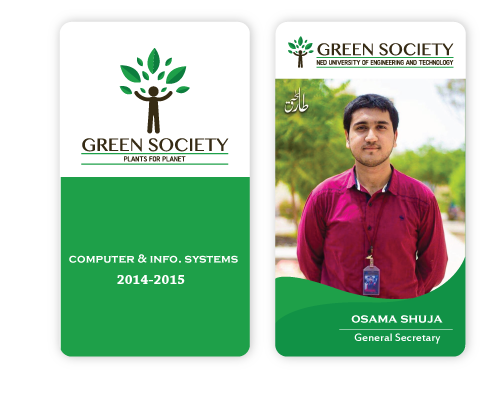 GREEN SOCIETY
PLANTS FOR PLANET
COMPUTER & INFO. SYSTEMS
2014-2015
GREEN SOCIETY
NED UNIVERSITY OF ENGINEERING AND TECHNOLOGY
OSAMA SHUJA
General Secretary